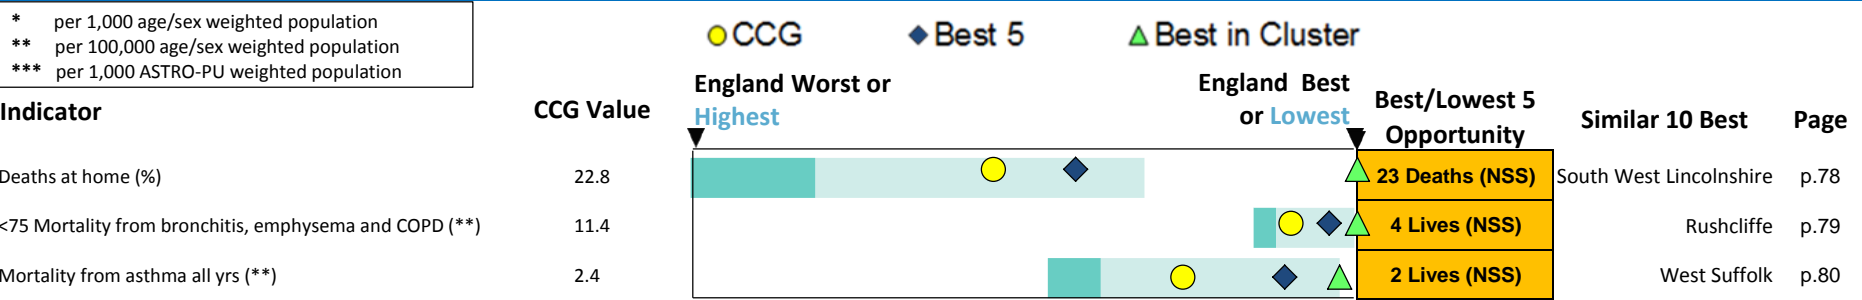 * per 1,000 age/sex weighted population
** per 100,000 age/sex weighted population
*** per 1,000 ASTRO-PU weighted population
CCG Best 5 Best in Cluster
Indicator CCG Value England Worst or Highest England Best or Lowest Best/Lowest 5 Opportunity Similar 10 Best Page
Deaths at home (%) 22.8 23 Deaths (NSS) South West Lincolnshire p.78
<75 Mortality from bronchitis, emphysema and COPD (**) 11.4 4 Lives (NSS) Rushcliffe p.79
Mortality from asthma all yrs (**) 2.4 2 Lives (NSS) West Suffolk p.80